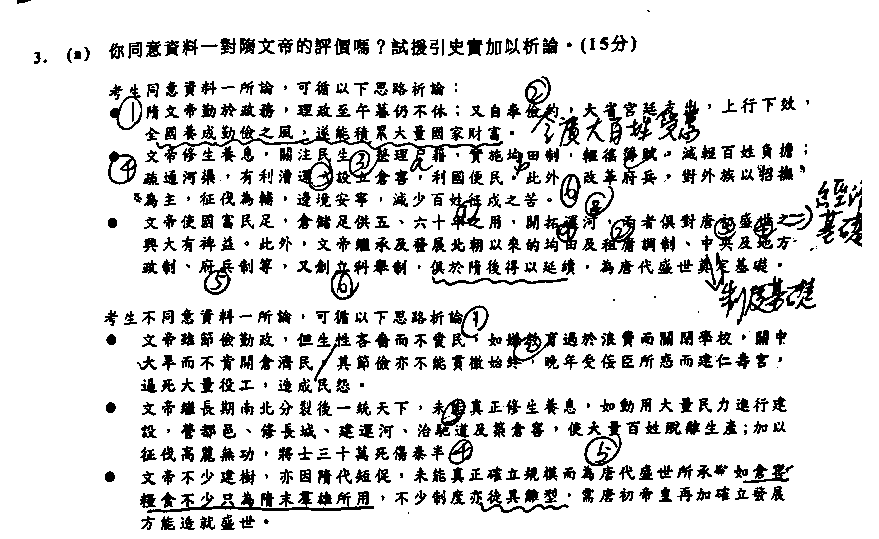 3. (a) 你同意資料一對隋文帝的評價嗎？試援引史實加以析論。(15分)
考生同意資料一所論，可循以下思路析論：
● ① 隋文帝勤於政務，理政至午暮仍不休；又自奉儉約，大省宮廷 ，上行下效，
全國養成勤儉之風，遂能積累大量國家財富。
文帝修生養息，關注民生 整理戶籍，實施均田制，輕徭薄賦。減輕百姓負擔；
疏通河渠，有利漕運 設立倉窖，利國便民。此外 改革府兵，對外族以“招撫”
為主，征伐為輔，邊境安寧，減少百姓征戍之苦。
● 文帝使國富民足，倉儲足供五、六十年之用，開拓運河，兩者俱對唐初盛世之
興大有裨益。此外，文帝繼承及發展北朝以來的均田及租庸調制、中央及地方
政制、府兵制等，又創立科舉制，俱於隋後得以延續，為唐代盛世奠定基礎。
② ③ ④ ⑤ ⑥
經濟基礎
制度基礎
考生不同意資料一所論，可循以下思路析論 ①
● 文帝雖節儉勤政，但生性吝嗇而不愛民，如嫌教育過於浪費而關閉學校，關中
大旱而不肯開倉濟民 其節儉亦不能貫徹始終，晚年受佞臣所惑而建仁壽宮，
逼死大量役工，造成民怨。
● 文帝繼長期南北分裂後一統天下，未 真正修生養息，如動用大量民力進行建
設，營都邑、修長城、建運河、治馳道及築倉窖，使大量百姓脫離生產；加以
征伐高麗無功，將士三十萬死傷泰半 ④ ⑤
● 文帝不少建樹，亦因隋代短促，未能真正確立規模而為唐代盛世所承 如倉窖
糧食不少只為隋末羣雄所用，不少制度亦徒具雛型，需唐初帝皇再加確立發展
方能造就盛世。